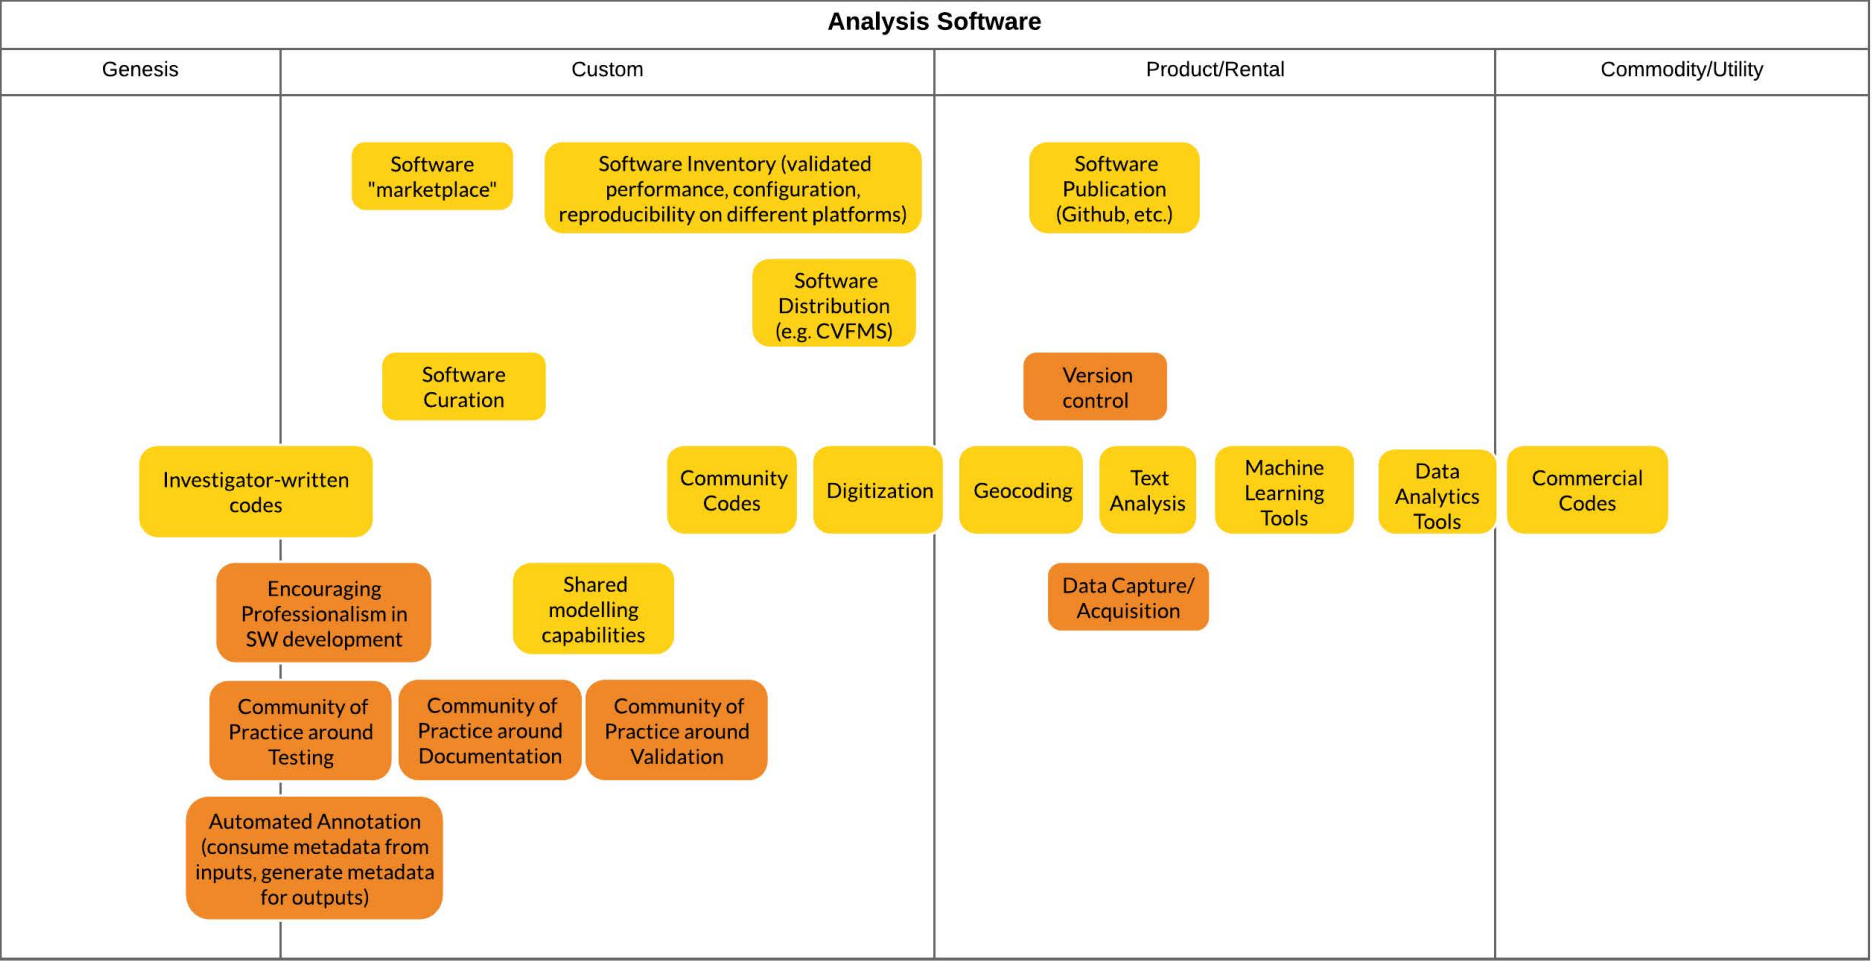 Analysis Software
Genesis
Custom
Product/Rental
Commodity/Utility
Software
"marketplace"
Software Inventory (validated
performance, configuration,
reproducibility on different platforms)
Software
Publication
(Github, etc.)
Software
Distribution
(e.g. CVFMS)
Software
Curation
Version
control
Investigator-written
codes
Community
Codes
Digitization
Geocoding
Text
Analysis
Machine
Learning
Tools
Data
Analytics
Tools
Commercial
Codes
Encouraging
Professionalism in
SW development
Shared
modelling
capabilities
Data Capture/
Acquisition
Community of
Practice around
Testing
Community of
Practice around
Documentation
Community of
Practice around
Validation
Automated Annotation
(consume metadata from
inputs, generate metadata
for outputs)